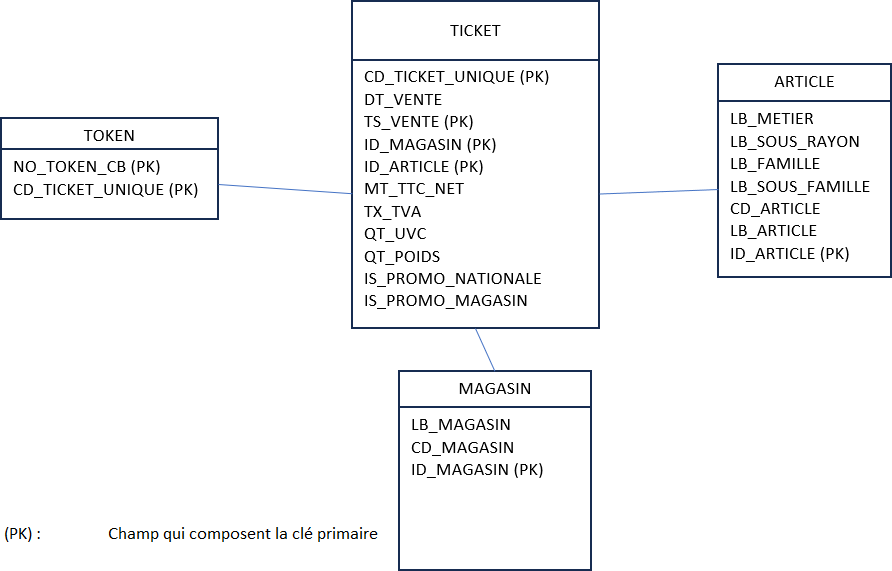 TICKET
CD_TICKET_UNIQUE (PK)
DT_VENTE
TS_VENTE (PK)
ID_MAGASIN (PK)
ID_ARTICLE (PK)
MT_TTC_NET
TX_TVA
QT_UVC
QT_POIDS
IS_PROMO_NATIONALE
IS_PROMO_MAGASIN
ARTICLE
LB_METIER
LB_SOUS_RAYON
LB_FAMILLE
LB_SOUS_FAMILLE
CD_ARTICLE
LB_ARTICLE
ID_ARTICLE (PK)
TOKEN
NO_TOKEN_CB (PK)
CD_TICKET_UNIQUE (PK)
MAGASIN
LB_MAGASIN
CD_MAGASIN
ID_MAGASIN (PK)
(PK) : Champ qui composent la clé primaire